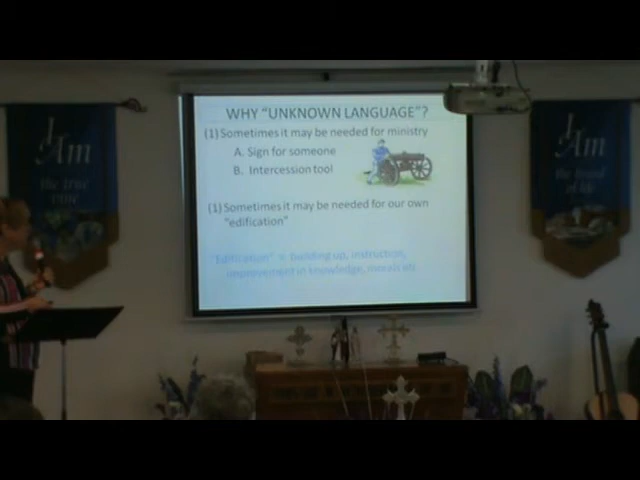 WHY "UNKNOWN LANGUAGE"?
(1) Sometimes it may be needed for ministry
A. Sign for someone
B. Intercession tool
(1) Sometimes it may be needed for our own
"edification"
"Edification" = building up, instruction,
improvement in knowledge, morals etc
I
Am
the true
vine
I
Am
the bread
of life